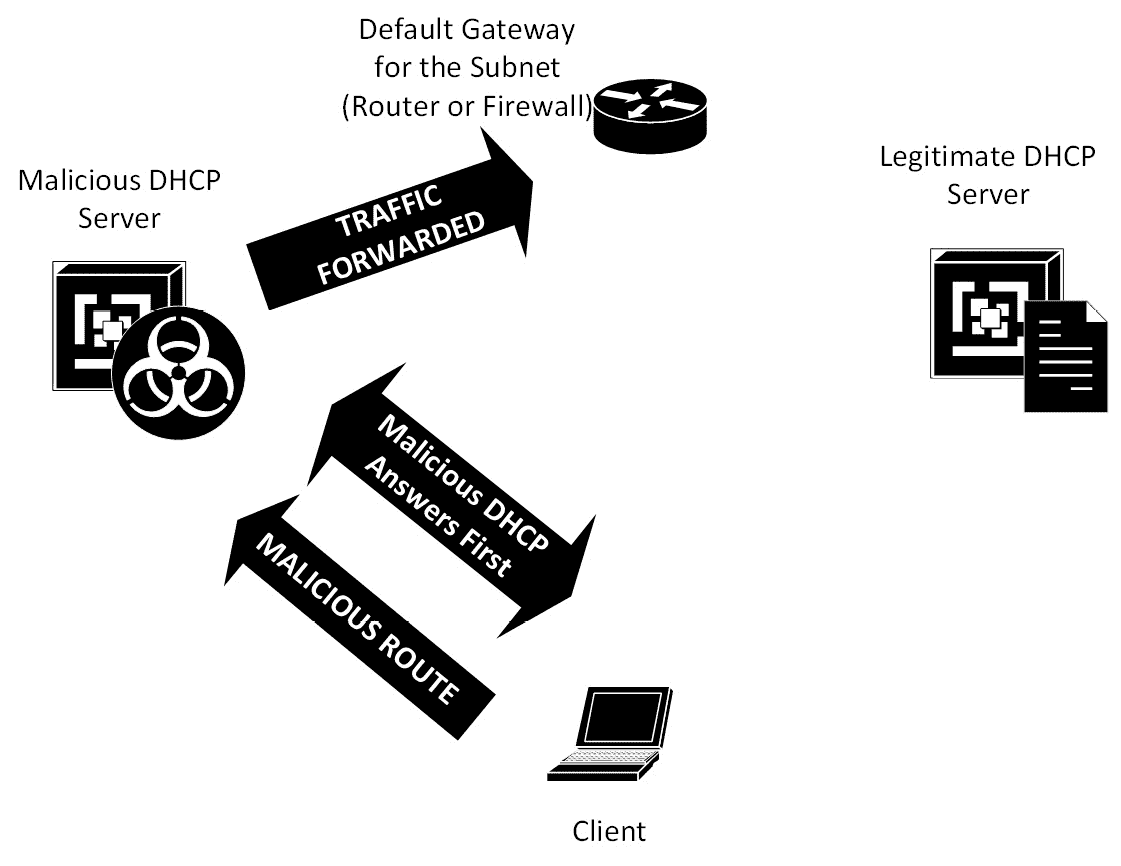 Default Gateway
for the Subnet
(Router or Firewall)
Malicious DHCP
Server
Legitimate DHCP
Server
TRAFFIC
FORWARDED
Malicious DHCP
Answers First
MALICIOUS ROUTE
Client